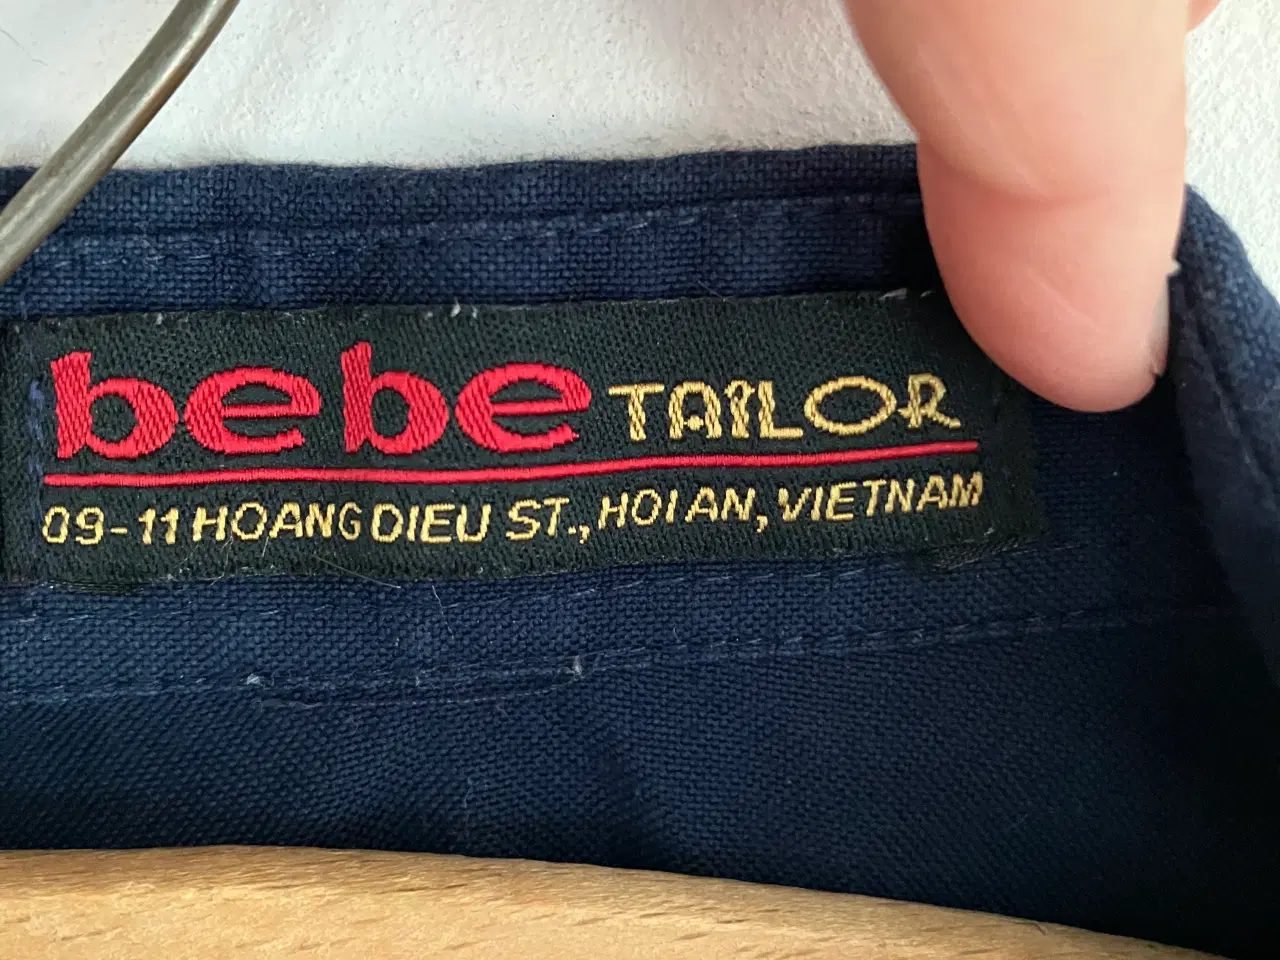 bebe TAILOR
09-11 HOANG DIEU ST., HOI AN, VIETNAM